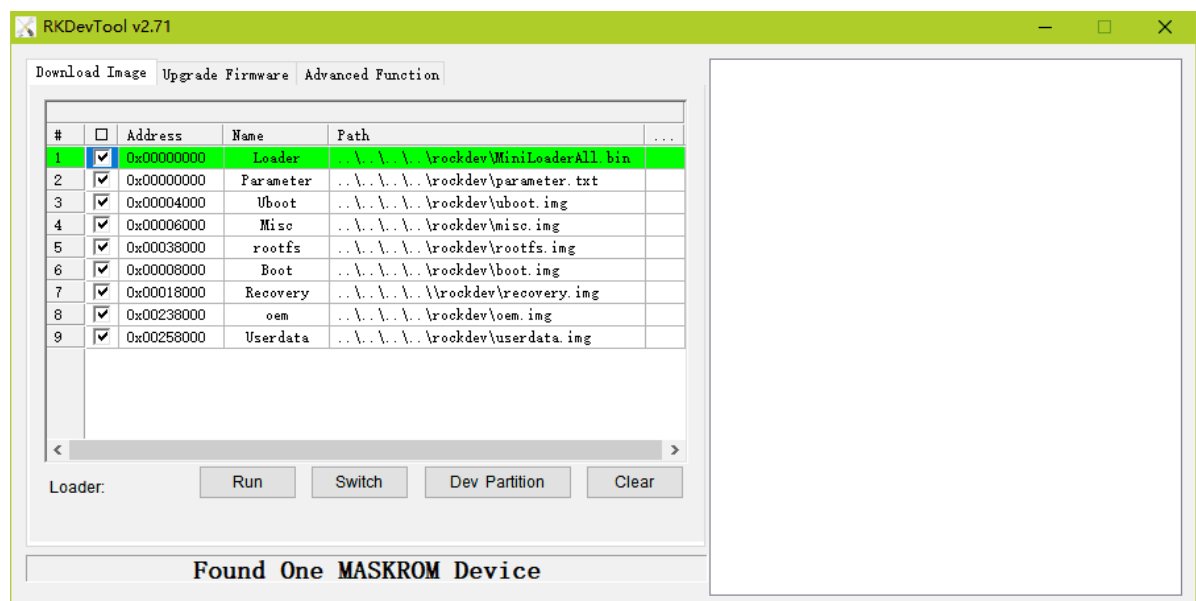 RKDevTool v2.71
Download Image Upgrade Firmware Advanced Function
# Address Name Path ...
1 0x00000000 Loader ..\..\..\..\rockdev\MiniLoaderAll.bin
2 0x00000000 Parameter ..\..\..\..\rockdev\parameter.txt
3 0x00004000 Uboot ..\..\..\..\rockdev\uboot.img
4 0x00006000 Misc ..\..\..\..\rockdev\misc.img
5 0x00038000 rootfs ..\..\..\..\rockdev\rootfs.img
6 0x00008000 Boot ..\..\..\..\rockdev\boot.img
7 0x00018000 Recovery ..\..\..\..\\rockdev\recovery.img
8 0x00238000 oem ..\..\..\..\rockdev\oem.img
9 0x00258000 Userdata ..\..\..\..\rockdev\userdata.img
Loader: Run Switch Dev Partition Clear
Found One MASKROM Device